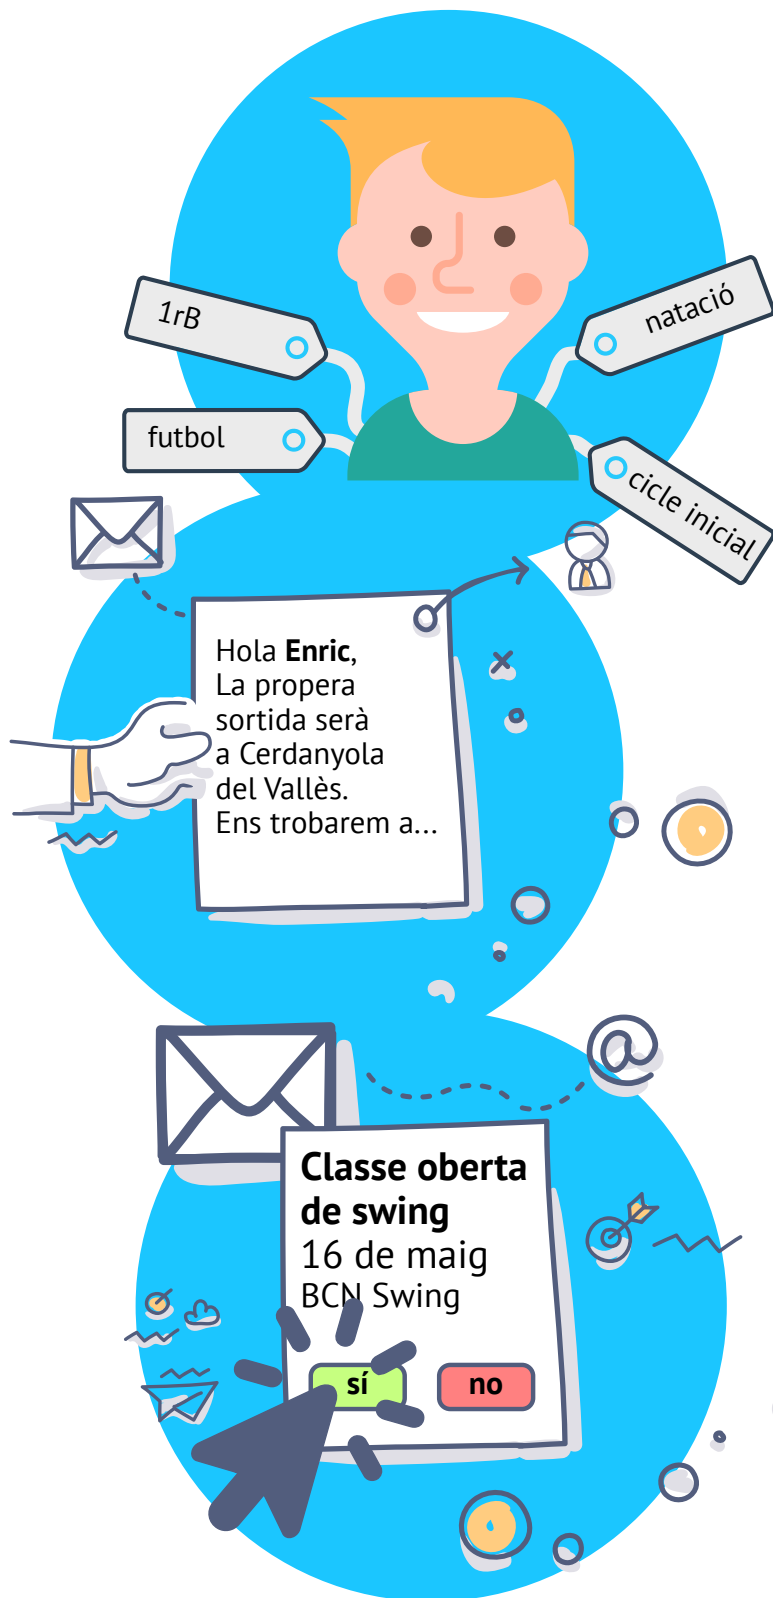 1rB
natació
futbol
cicle inicial
Hola Enric,
La propera
sortida serà
a Cerdanyola
del Vallès.
Ens trobarem a...
@
Classe oberta
de swing
16 de maig
BCN Swing
sí
no